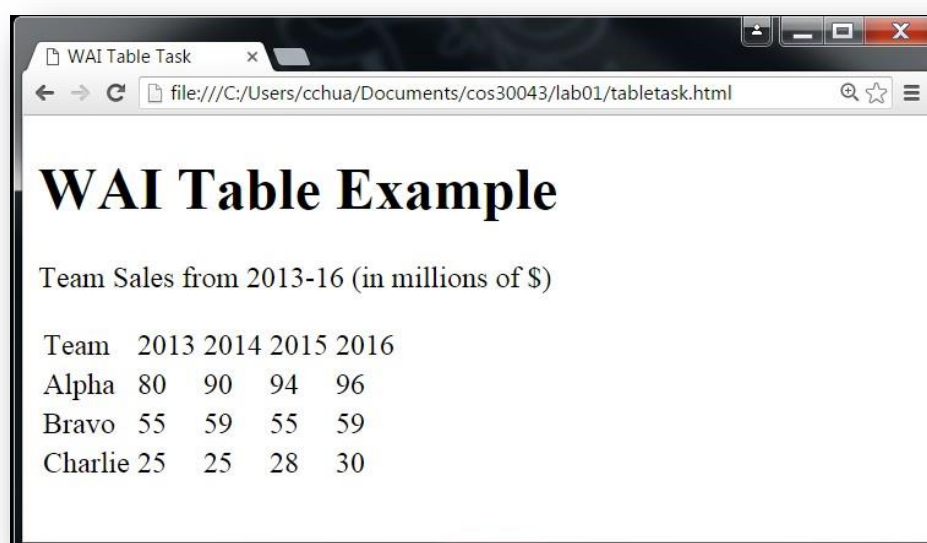 WAI Table Task
file:///C:/Users/cchua/Documents/cos30043/lab01/tabletask.html
WAI Table Example
Team Sales from 2013-16 (in millions of $)
Team 2013 2014 2015 2016
Alpha 80 90 94 96
Bravo 55 59 55 59
Charlie 25 25 28 30